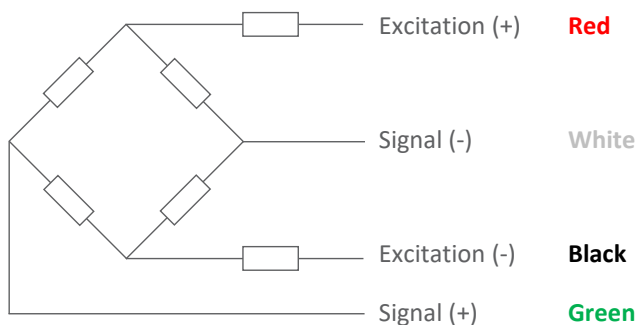 Excitation (+) Red
Signal (-) White
Excitation (-) Black
Signal (+) Green